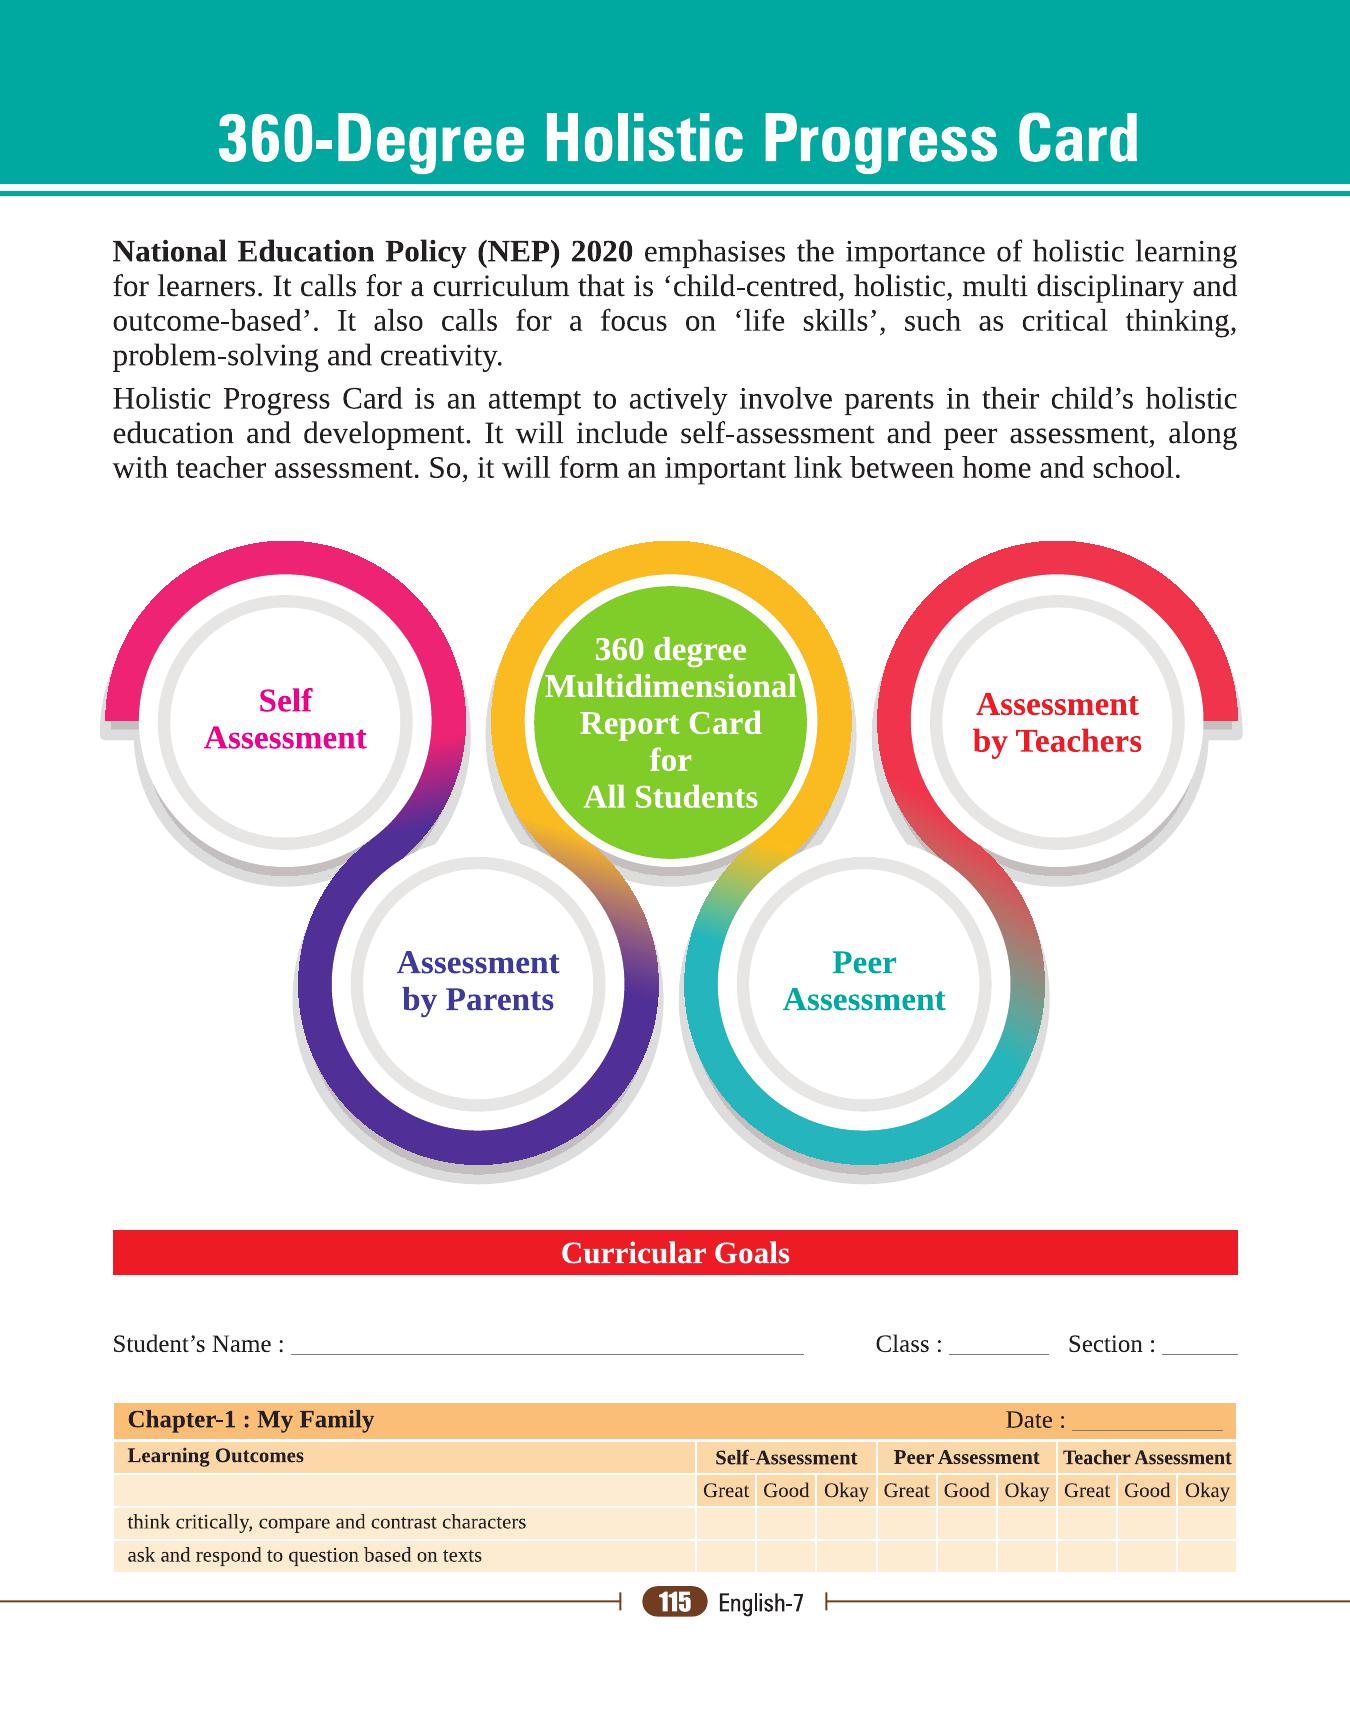 360-Degree Holistic Progress Card
National Education Policy (NEP) 2020 emphasises the importance of holistic learning
for learners. It calls for a curriculum that is ‘child-centred, holistic, multi disciplinary and
outcome-based’. It also calls for a focus on ‘life skills’, such as critical thinking,
problem-solving and creativity.
Holistic Progress Card is an attempt to actively involve parents in their child’s holistic
education and development. It will include self-assessment and peer assessment, along
with teacher assessment. So, it will form an important link between home and school.
Self
Assessment
360 degree
Multidimensional
Report Card
for
All Students
Assessment
by Teachers
Assessment
by Parents
Peer
Assessment
Curricular Goals
Student’s Name : ________ Class : ________ Section : ______
Chapter-1 : My Family Date : ____________
Learning Outcomes Self-Assessment Peer Assessment Teacher Assessment
Great Good Okay Great Good Okay Great Good Okay
think critically, compare and contrast characters
ask and respond to question based on texts
115 English-7